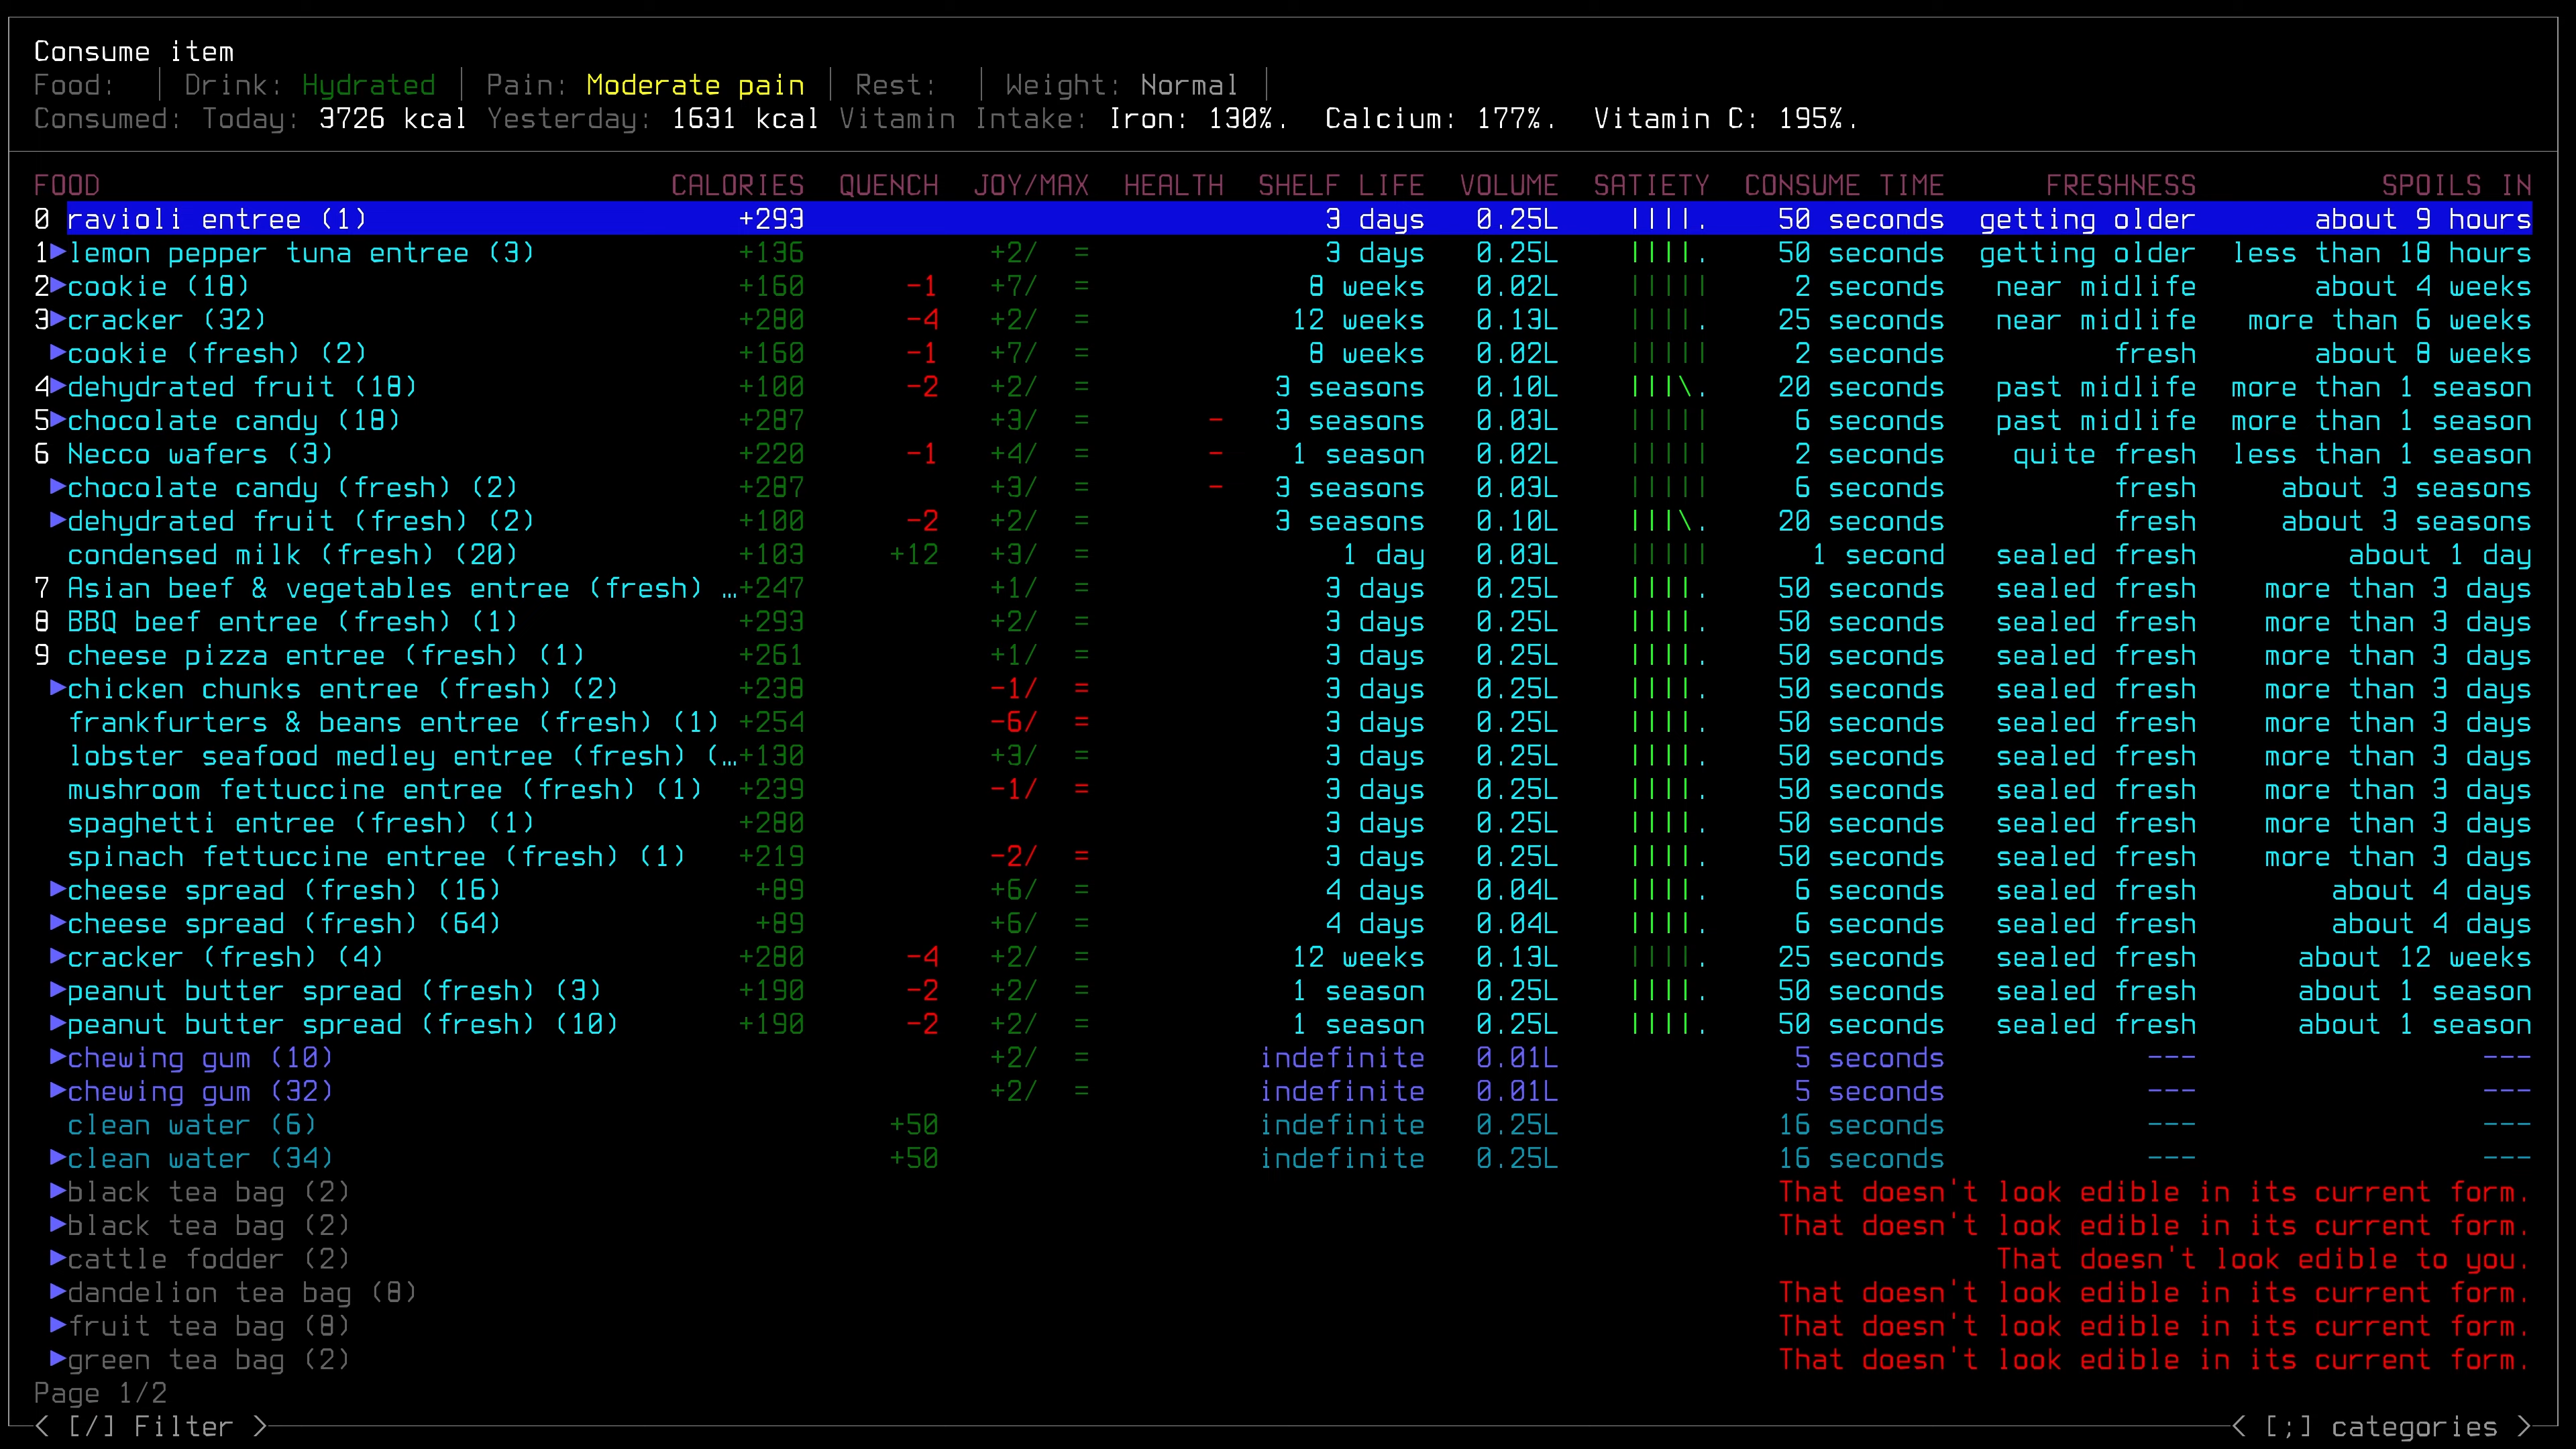 Consume item
Food: | Drink: Hydrated | Pain: Moderate pain | Rest: | Weight: Normal |
Consumed: Today: 3726 kcal Yesterday: 1631 kcal Vitamin Intake: Iron: 130%. Calcium: 177%. Vitamin C: 195%.
FOOD CALORIES QUENCH JOY/MAX HEALTH SHELF LIFE VOLUME SATIETY CONSUME TIME FRESHNESS SPOILS IN
0 ravioli entree (1) +293 3 days 0.25L ||||. 50 seconds getting older about 9 hours
1▶lemon pepper tuna entree (3) +136 +2/ = 3 days 0.25L ||||. 50 seconds getting older less than 18 hours
2▶cookie (18) +160 -1 +7/ = 8 weeks 0.02L ||||| 2 seconds near midlife about 4 weeks
3▶cracker (32) +280 -4 +2/ = 12 weeks 0.13L ||||. 25 seconds near midlife more than 6 weeks
▶cookie (fresh) (2) +160 -1 +7/ = 8 weeks 0.02L ||||| 2 seconds fresh about 8 weeks
4▶dehydrated fruit (18) +100 -2 +2/ = 3 seasons 0.10L |||\. 20 seconds past midlife more than 1 season
5▶chocolate candy (18) +287 +3/ = - 3 seasons 0.03L ||||| 6 seconds past midlife more than 1 season
6 Necco wafers (3) +220 -1 +4/ = - 1 season 0.02L ||||| 2 seconds quite fresh less than 1 season
▶chocolate candy (fresh) (2) +287 +3/ = - 3 seasons 0.03L ||||| 6 seconds fresh about 3 seasons
▶dehydrated fruit (fresh) (2) +100 -2 +2/ = 3 seasons 0.10L |||\. 20 seconds fresh about 3 seasons
condensed milk (fresh) (20) +103 +12 +3/ = 1 day 0.03L ||||| 1 second sealed fresh about 1 day
7 Asian beef & vegetables entree (fresh) …+247 +1/ = 3 days 0.25L ||||. 50 seconds sealed fresh more than 3 days
8 BBQ beef entree (fresh) (1) +293 +2/ = 3 days 0.25L ||||. 50 seconds sealed fresh more than 3 days
9 cheese pizza entree (fresh) (1) +261 +1/ = 3 days 0.25L ||||. 50 seconds sealed fresh more than 3 days
▶chicken chunks entree (fresh) (2) +238 -1/ = 3 days 0.25L ||||. 50 seconds sealed fresh more than 3 days
frankfurters & beans entree (fresh) (1) +254 -6/ = 3 days 0.25L ||||. 50 seconds sealed fresh more than 3 days
lobster seafood medley entree (fresh) (…+130 +3/ = 3 days 0.25L ||||. 50 seconds sealed fresh more than 3 days
mushroom fettuccine entree (fresh) (1) +239 -1/ = 3 days 0.25L ||||. 50 seconds sealed fresh more than 3 days
spaghetti entree (fresh) (1) +280 3 days 0.25L ||||. 50 seconds sealed fresh more than 3 days
spinach fettuccine entree (fresh) (1) +219 -2/ = 3 days 0.25L ||||. 50 seconds sealed fresh more than 3 days
▶cheese spread (fresh) (16) +89 +6/ = 4 days 0.04L ||||. 6 seconds sealed fresh about 4 days
▶cheese spread (fresh) (64) +89 +6/ = 4 days 0.04L ||||. 6 seconds sealed fresh about 4 days
▶cracker (fresh) (4) +280 -4 +2/ = 12 weeks 0.13L ||||. 25 seconds sealed fresh about 12 weeks
▶peanut butter spread (fresh) (3) +190 -2 +2/ = 1 season 0.25L ||||. 50 seconds sealed fresh about 1 season
▶peanut butter spread (fresh) (10) +190 -2 +2/ = 1 season 0.25L ||||. 50 seconds sealed fresh about 1 season
▶chewing gum (10) +2/ = indefinite 0.01L 5 seconds --- ---
▶chewing gum (32) +2/ = indefinite 0.01L 5 seconds --- ---
clean water (6) +50 indefinite 0.25L 16 seconds --- ---
▶clean water (34) +50 indefinite 0.25L 16 seconds --- ---
▶black tea bag (2) That doesn't look edible in its current form.
▶black tea bag (2) That doesn't look edible in its current form.
▶cattle fodder (2) That doesn't look edible to you.
▶dandelion tea bag (8) That doesn't look edible in its current form.
▶fruit tea bag (8) That doesn't look edible in its current form.
▶green tea bag (2) That doesn't look edible in its current form.
Page 1/2
< [/] Filter > < [;] categories >